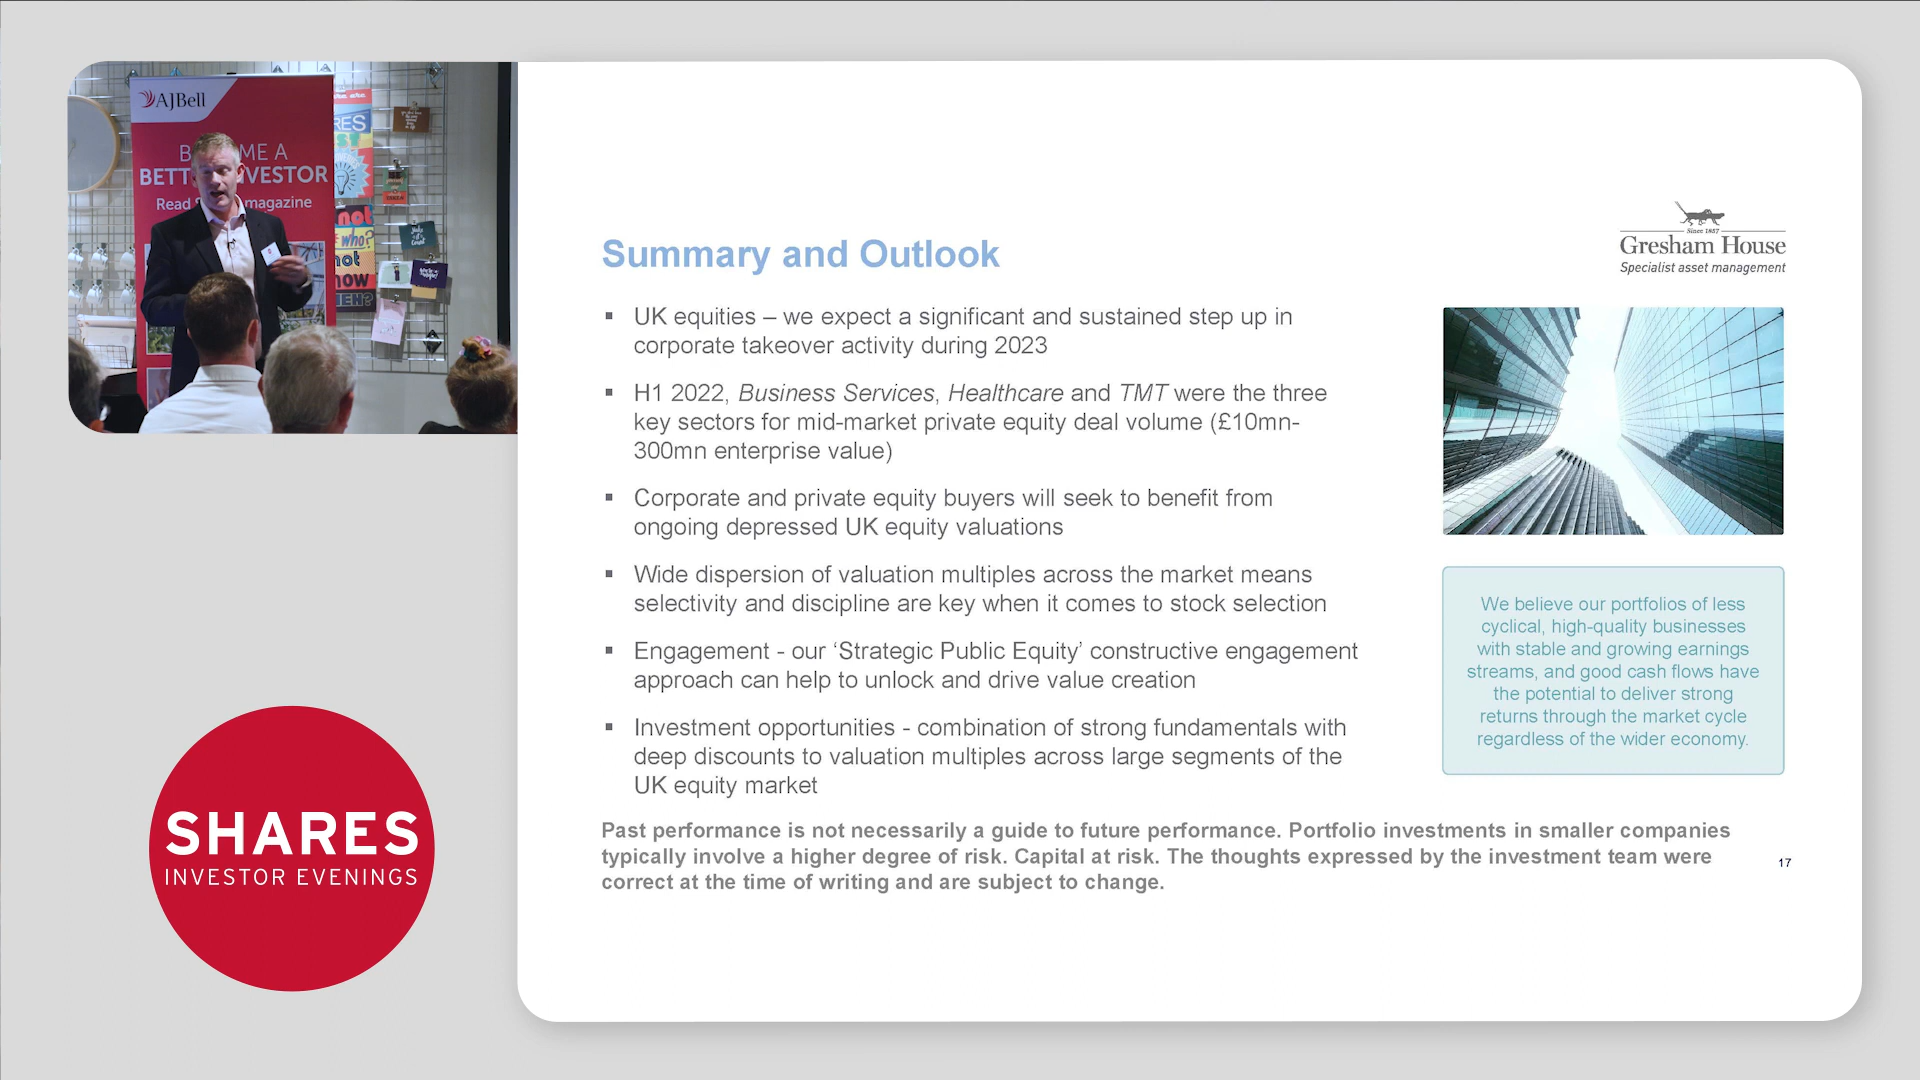 AJBell
BETT
VESTOR
Read
magazine
RES
not
who?
not
now
SHARES
INVESTOR EVENINGS
Since 1857
Gresham House
Specialist asset management
Summary and Outlook
▪ UK equities – we expect a significant and sustained step up in
corporate takeover activity during 2023
▪ H1 2022, Business Services, Healthcare and TMT were the three
key sectors for mid-market private equity deal volume (£10mn-
300mn enterprise value)
▪ Corporate and private equity buyers will seek to benefit from
ongoing depressed UK equity valuations
▪ Wide dispersion of valuation multiples across the market means
selectivity and discipline are key when it comes to stock selection
▪ Engagement - our ‘Strategic Public Equity’ constructive engagement
approach can help to unlock and drive value creation
▪ Investment opportunities - combination of strong fundamentals with
deep discounts to valuation multiples across large segments of the
UK equity market
We believe our portfolios of less
cyclical, high-quality businesses
with stable and growing earnings
streams, and good cash flows have
the potential to deliver strong
returns through the market cycle
regardless of the wider economy.
Past performance is not necessarily a guide to future performance. Portfolio investments in smaller companies
typically involve a higher degree of risk. Capital at risk. The thoughts expressed by the investment team were
correct at the time of writing and are subject to change.
17